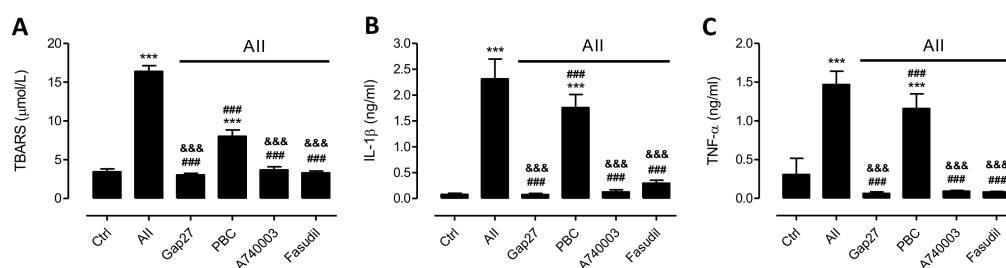 A
TBARS (μmol/L)
20
15
10
5
0
AII
***
&&&
###
###
***
&&&
###
&&&
###
Ctrl
AII
Gap27
PBC
A740003
Fasudil
B
IL-1β (ng/ml)
3.0
2.5
2.0
1.5
1.0
0.5
0.0
AII
***
&&&
###
###
***
&&&
###
&&&
###
Ctrl
AII
Gap27
PBC
A740003
Fasudil
C
TNF-α (ng/ml)
2.0
1.5
1.0
0.5
0.0
AII
***
&&&
###
###
***
&&&
###
&&&
###
Ctrl
AII
Gap27
PBC
A740003
Fasudil